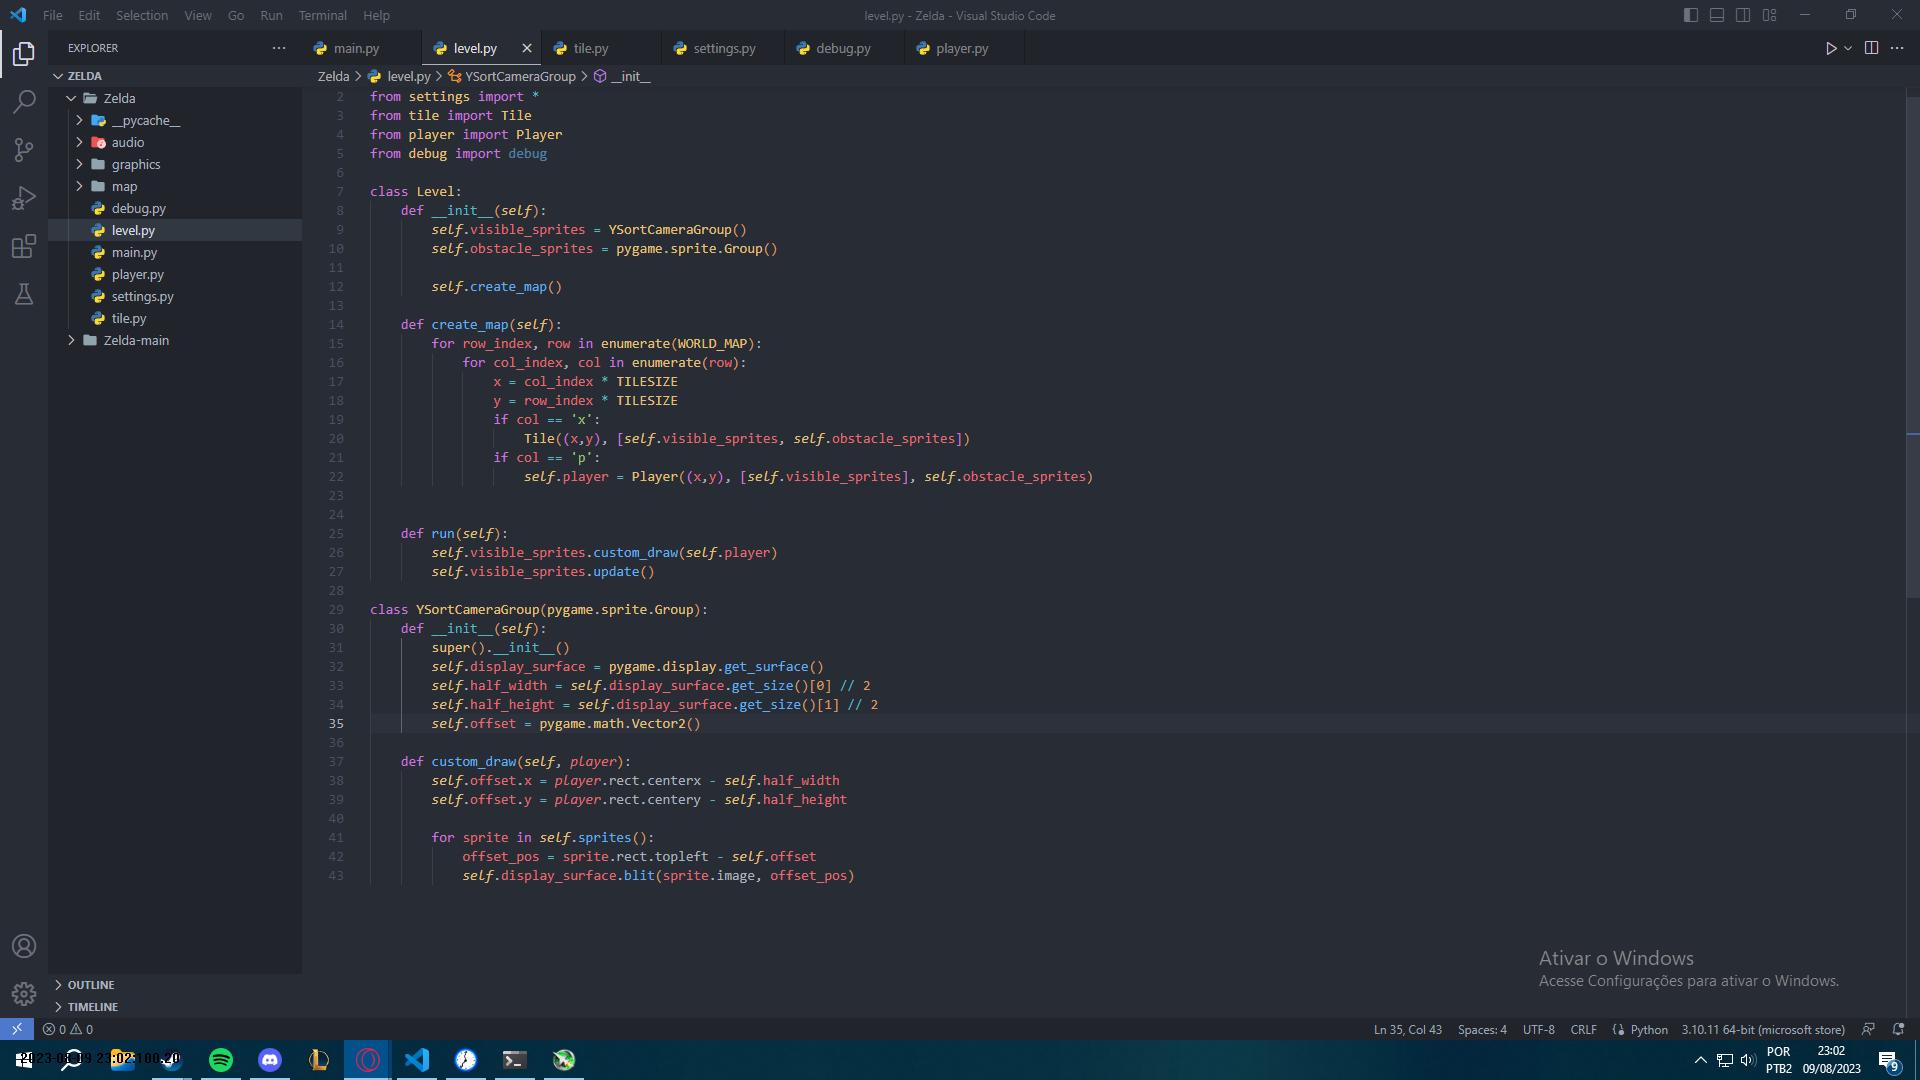 File Edit Selection View Go Run Terminal Help
level.py - Zelda - Visual Studio Code
EXPLORER
main.py level.py tile.py settings.py debug.py player.py
ZELDA
Zelda > level.py > YSortCameraGroup > __init__
Zelda
__pycache__
audio
graphics
map
debug.py
level.py
main.py
player.py
settings.py
tile.py
Zelda-main
2 from settings import *
3 from tile import Tile
4 from player import Player
5 from debug import debug
6
7 class Level:
8 def __init__(self):
9 self.visible_sprites = YSortCameraGroup()
10 self.obstacle_sprites = pygame.sprite.Group()
11
12 self.create_map()
13
14 def create_map(self):
15 for row_index, row in enumerate(WORLD_MAP):
16 for col_index, col in enumerate(row):
17 x = col_index * TILESIZE
18 y = row_index * TILESIZE
19 if col == 'x':
20 Tile((x,y), [self.visible_sprites, self.obstacle_sprites])
21 if col == 'p':
22 self.player = Player((x,y), [self.visible_sprites], self.obstacle_sprites)
23
24
25 def run(self):
26 self.visible_sprites.custom_draw(self.player)
27 self.visible_sprites.update()
28
29 class YSortCameraGroup(pygame.sprite.Group):
30 def __init__(self):
31 super().__init__()
32 self.display_surface = pygame.display.get_surface()
33 self.half_width = self.display_surface.get_size()[0] // 2
34 self.half_height = self.display_surface.get_size()[1] // 2
35 self.offset = pygame.math.Vector2()
36
37 def custom_draw(self, player):
38 self.offset.x = player.rect.centerx - self.half_width
39 self.offset.y = player.rect.centery - self.half_height
40
41 for sprite in self.sprites():
42 offset_pos = sprite.rect.topleft - self.offset
43 self.display_surface.blit(sprite.image, offset_pos)
Ativar o Windows
Acesse Configurações para ativar o Windows.
OUTLINE
TIMELINE
0 0
Ln 35, Col 43 Spaces: 4 UTF-8 CRLF Python 3.10.11 64-bit (microsoft store)
POR
PTB2
23:02
09/08/2023
9